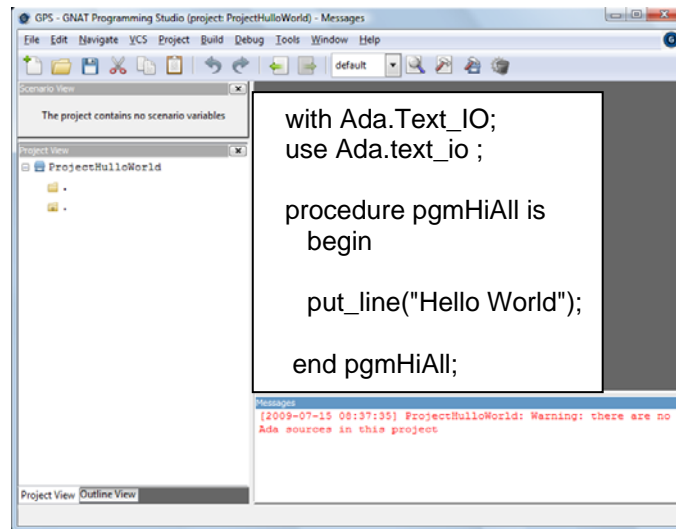 GPS - GNAT Programming Studio (project: ProjectHulloWorld) - Messages
File Edit Navigate VCS Project Build Debug Tools Window Help
default
Scenario View
The project contains no scenario variables
Project View
ProjectHulloWorld
.
.
with Ada.Text_IO;
use Ada.text_io ;
procedure pgmHiAll is
begin
put_line("Hello World");
end pgmHiAll;
Messages
[2009-07-15 08:37:35] ProjectHulloWorld: Warning: there are no
Ada sources in this project
Project View Outline View